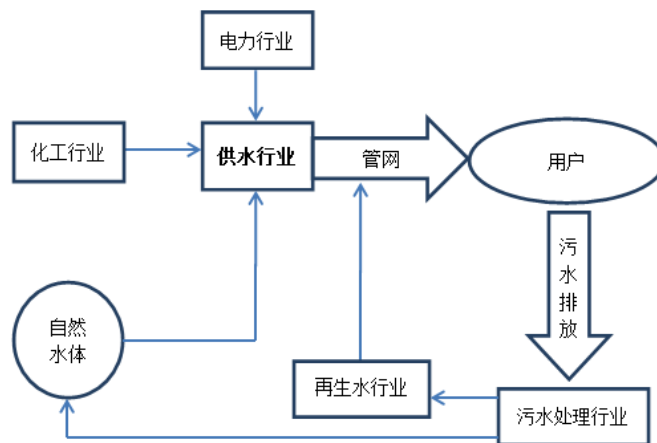 电力行业
化工行业
供水行业
管网
用户
污
水
排
放
自然
水体
再生水行业
污水处理行业